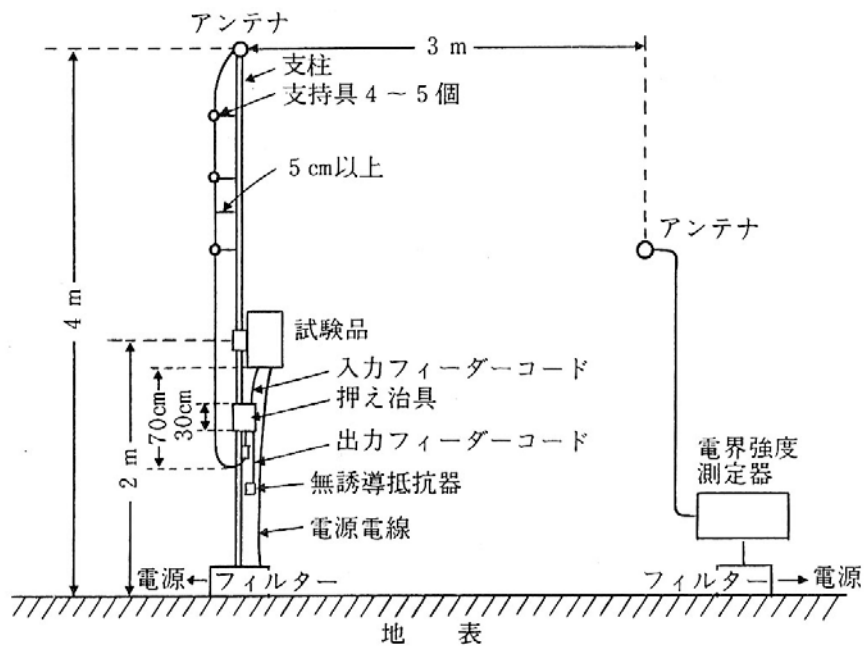 アンテナ
3 m
支柱
支持具4～5個
5 cm以上
アンテナ
4 m
試験品
入力フィーダーコード
押え治具
70cm
30cm
2 m
出力フィーダーコード
無誘導抵抗器
電源電線
電界強度
測定器
電源
フィルター
フィルター
電源
地 表